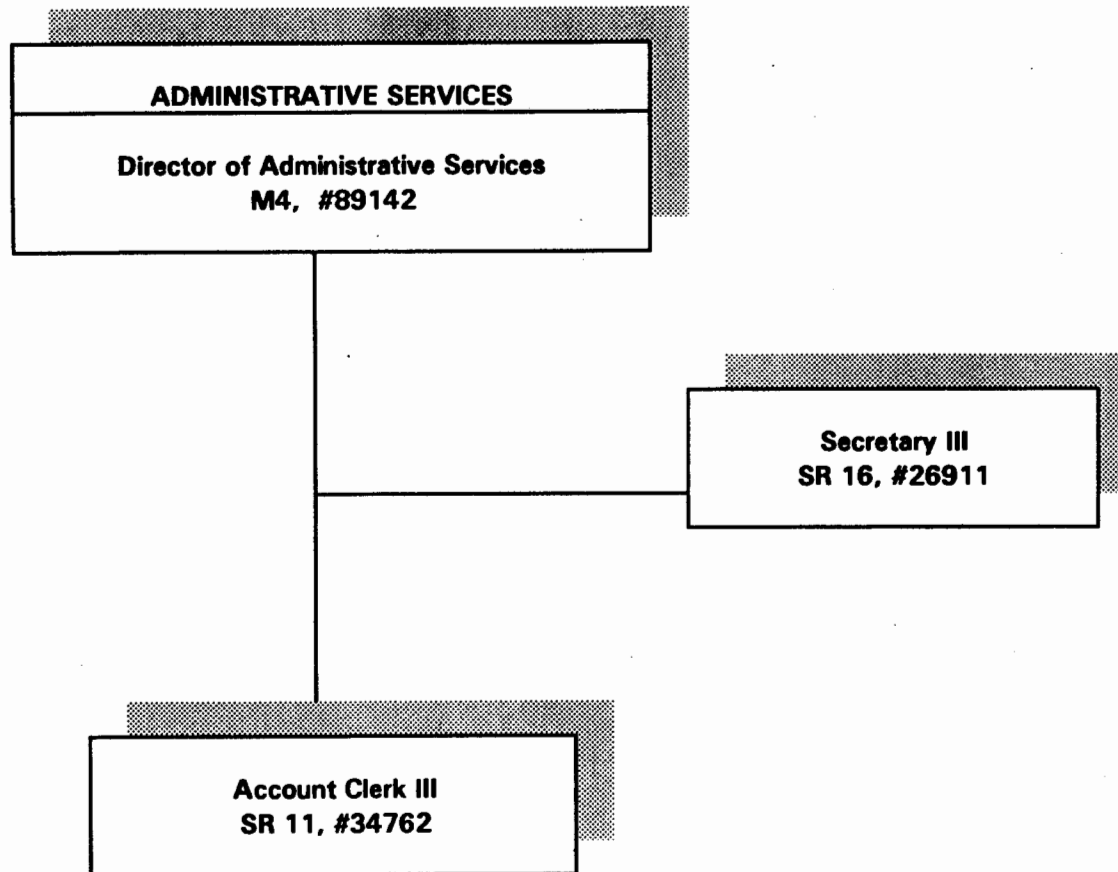 ADMINISTRATIVE SERVICES
Director of Administrative Services
M4, #89142
Secretary III
SR 16, #26911
Account Clerk III
SR 11, #34762